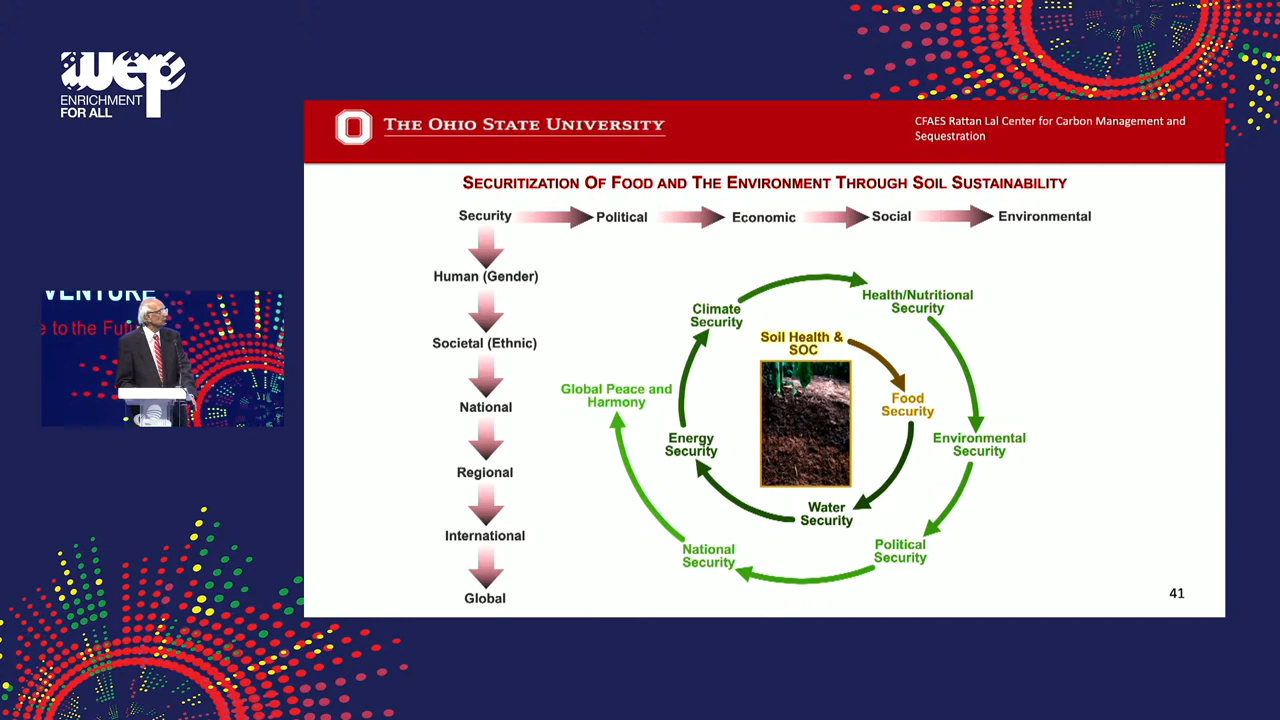 wep
ENRICHMENT
FOR ALL
THE OHIO STATE UNIVERSITY
CFAES Rattan Lal Center for Carbon Management and
Sequestration
SECURITIZATION OF FOOD AND THE ENVIRONMENT THROUGH SOIL SUSTAINABILITY
Security
Political
Economic
Social
Environmental
Human (Gender)
Societal (Ethnic)
National
Regional
International
Global
Climate
Security
Health/Nutritional
Security
Soil Health &
SOC
Global Peace and
Harmony
Food
Security
Energy
Security
Environmental
Security
Water
Security
National
Security
Political
Security
41
VENTURE
e to the Futu